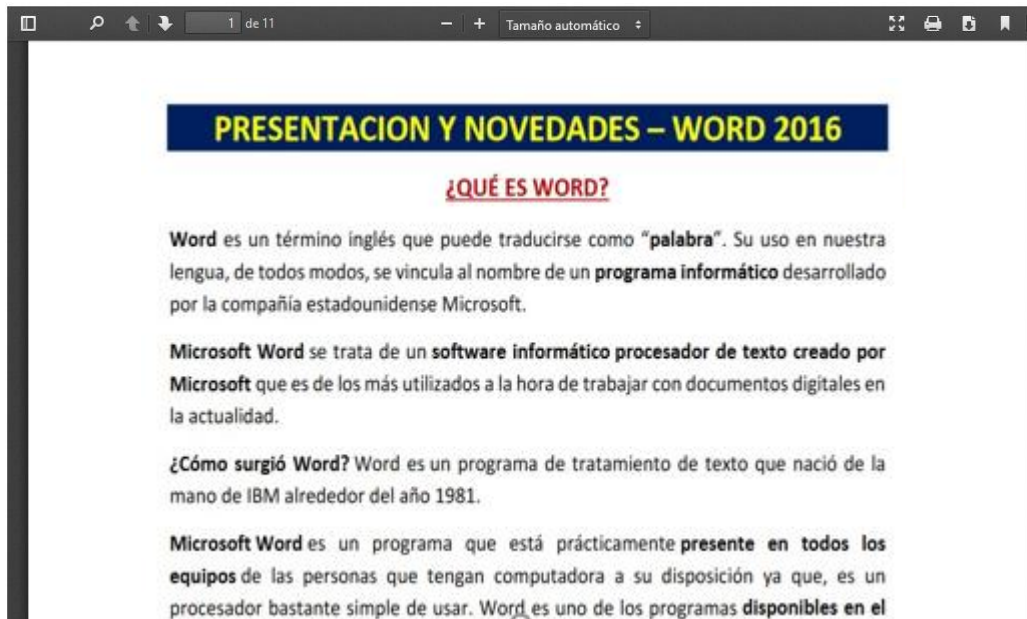 1 de 11 − + Tamaño automático
PRESENTACION Y NOVEDADES – WORD 2016
¿QUÉ ES WORD?
Word es un término inglés que puede traducirse como “palabra”. Su uso en nuestra
lengua, de todos modos, se vincula al nombre de un programa informático desarrollado
por la compañía estadounidense Microsoft.
Microsoft Word se trata de un software informático procesador de texto creado por
Microsoft que es de los más utilizados a la hora de trabajar con documentos digitales en
la actualidad.
¿Cómo surgió Word? Word es un programa de tratamiento de texto que nació de la
mano de IBM alrededor del año 1981.
Microsoft Word es un programa que está prácticamente presente en todos los
equipos de las personas que tengan computadora a su disposición ya que, es un
procesador bastante simple de usar. Word es uno de los programas disponibles en el